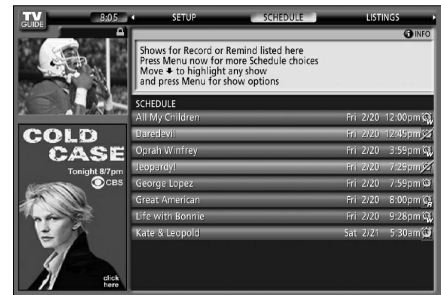 TV GUIDE 8:05 SETUP SCHEDULE LISTINGS
INFO
Shows for Record or Remind listed here
Press Menu now for more Schedule choices
Move ↓ to highlight any show
and press Menu for show options
SCHEDULE
All My Children Fri 2/20 12:00pm W
Daredevil Fri 2/20 12:45pm
Oprah Winfrey Fri 2/20 3:59pm W
Jeopardy! Fri 2/20 7:29pm
George Lopez Fri 2/20 7:59pm
Great American Fri 2/20 8:00pm R
Life with Bonnie Fri 2/20 9:28pm W
Kate & Leopold Sat 2/21 5:30am
COLD
CASE
Tonight 8/7pm
CBS
click
here